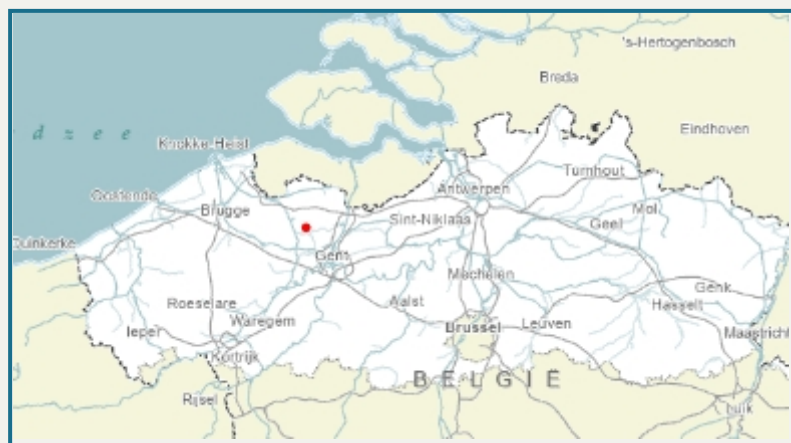 's-Hertogenbosch
Breda
d z e e
Eindhoven
Knokke-Heist
Turnhout
Antwerpen
Oostende
Mol
Brugge
Sint-Niklaas
Geel
Duinkerke
Gent
Mechelen
Genk
Roeselare
Aalst
Hasselt
Waregem
Brussel
Leuven
Ieper
Maastricht
Kortrijk
BELGIË
Rijsel
Luik